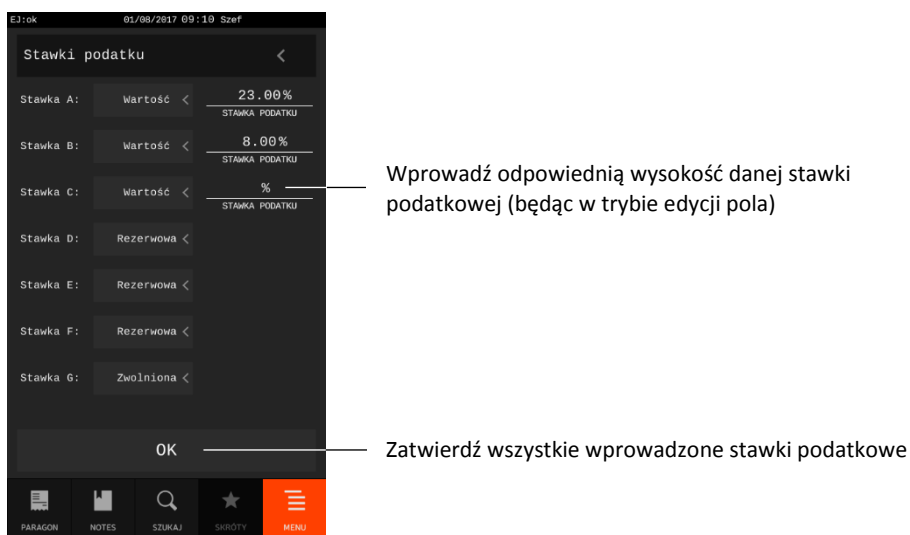 EJ:ok 01/08/2017 09:10 Szef
Stawki podatku <
Stawka A: Wartość < 23.00%
STAWKA PODATKU
Stawka B: Wartość < 8.00%
STAWKA PODATKU
Stawka C: Wartość < %
STAWKA PODATKU
Wprowadź odpowiednią wysokość danej stawki
podatkowej (będąc w trybie edycji pola)
Stawka D: Rezerwowa <
Stawka E: Rezerwowa <
Stawka F: Rezerwowa <
Stawka G: Zwolniona <
OK
Zatwierdź wszystkie wprowadzone stawki podatkowe
PARAGON NOTES SZUKAJ SKRÓTY MENU